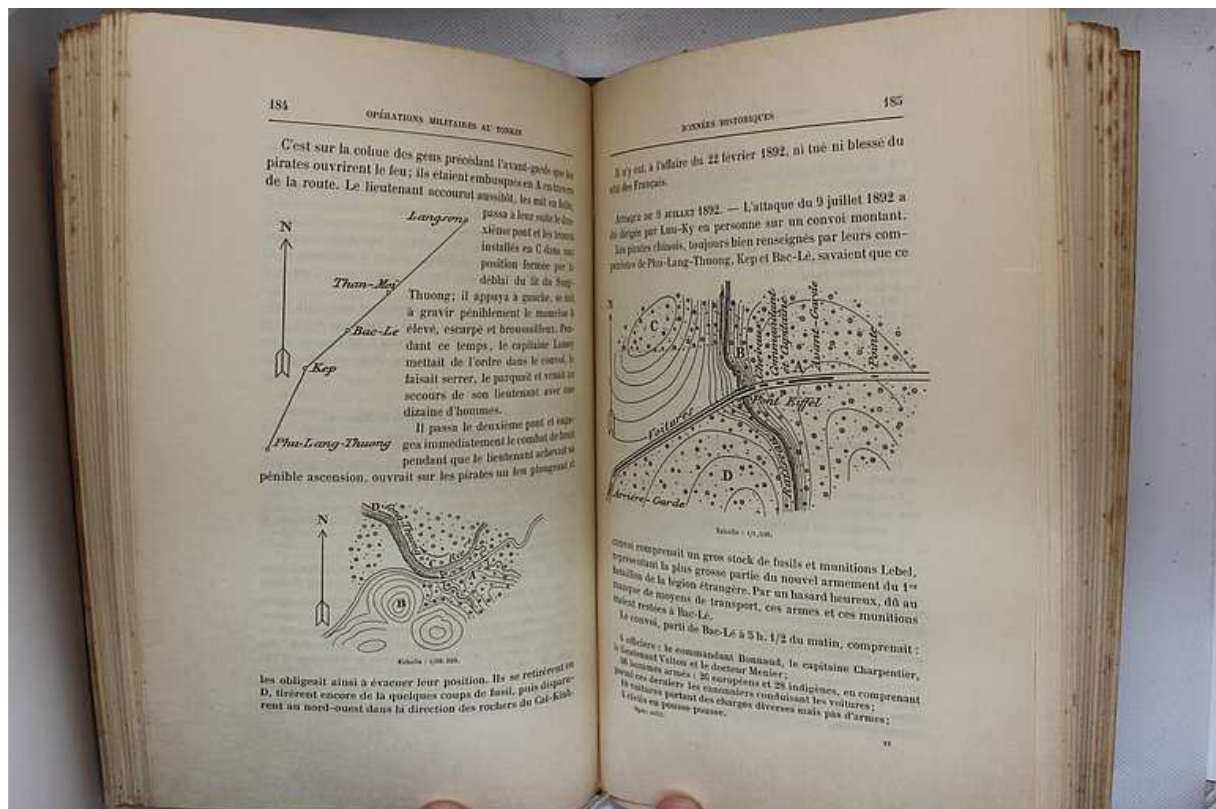 184
OPÉRATIONS MILITAIRES AU TONKIN
C'est sur la cohue des gens précédant l'avant-garde que les
pirates ouvrirent le feu; ils étaient embusqués en A en travers
de la route. Le lieutenant accourut aussitôt, les mit en fuite,
passa à leur suite le deu-
xième pont et les trouva
installés en C dans une
position formée par le
déblai du lit du Song-
Thuong; il appuya à gauche, se mit
à gravir péniblement le mamelon B
élevé, escarpé et broussailleux. Pen-
dant ce temps, le capitaine
mettait de l'ordre dans le convoi, le
faisait serrer, le parquait et venait au
secours de son lieutenant avec une
dizaine d'hommes.
Il passa le deuxième pont et enga-
gea immédiatement le combat de front
pendant que le lieutenant achevait sa
pénible ascension, ouvrait sur les pirates un feu plongeant et
N
Langson
Than-Moï
Bac-Le
Kep
Phu-Lang-Thuong
N
D
C
A
B
les obligeait ainsi à évacuer leur position. Ils se retirèrent en
D, tirèrent encore de là quelques coups de fusil, puis dispar-
rent au nord-ouest dans la direction des rochers du Caï-Kinh.
DONNÉES HISTORIQUES
185
Il n'y eut, à l'affaire du 22 février 1892, ni tué ni blessé du
côté des Français.
Attaque du 9 juillet 1892. — L'attaque du 9 juillet 1892 a
été dirigée par Luu-Ky en personne sur un convoi montant.
Les pirates chinois, toujours bien renseignés par leurs com-
patriotes de Phu-Lang-Thuong, Kep et Bac-Lé, savaient que ce
N
C
B
Chevaux
Commandant
et Capitaine
A
Avant-Garde
Pointe
Pont Eiffel
Voitures
Ravin
D
Arrière-Garde
convoi comprenait un gros stock de fusils et munitions Lebel,
représentant la plus grosse partie du nouvel armement du 1er
bataillon de la légion étrangère. Par un hasard heureux, dû au
manque de moyens de transport, ces armes et ces munitions
étaient restées à Bac-Lé.
Le convoi, parti de Bac-Lé à 5 h. 1/2 du matin, comprenait :
4 officiers : le commandant Bonnaud, le capitaine Charpentier,
le lieutenant Valton et le docteur Menier;
hommes armés : 26 européens et 28 indigènes, en comprenant
parmi ces derniers les canonniers conduisant les voitures;
voitures portant des charges diverses mais pas d'armes;
en pousse-pousse.